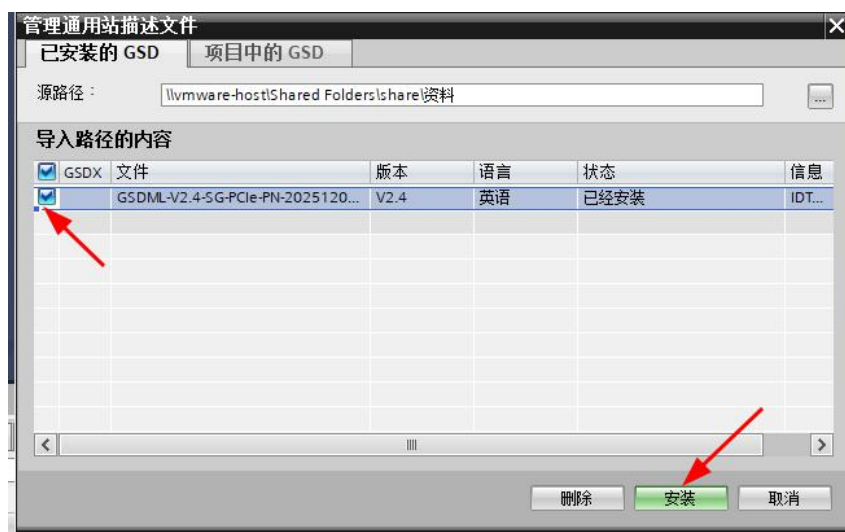 管理通用站描述文件
已安装的 GSD 项目中的 GSD
源路径： \\vmware-host\Shared Folders\share\资料 ...
导入路径的内容
GSDX 文件 版本 语言 状态 信息
GSDML-V2.4-SG-PCIe-PN-2025120... V2.4 英语 已经安装 IDT...
删除 安装 取消